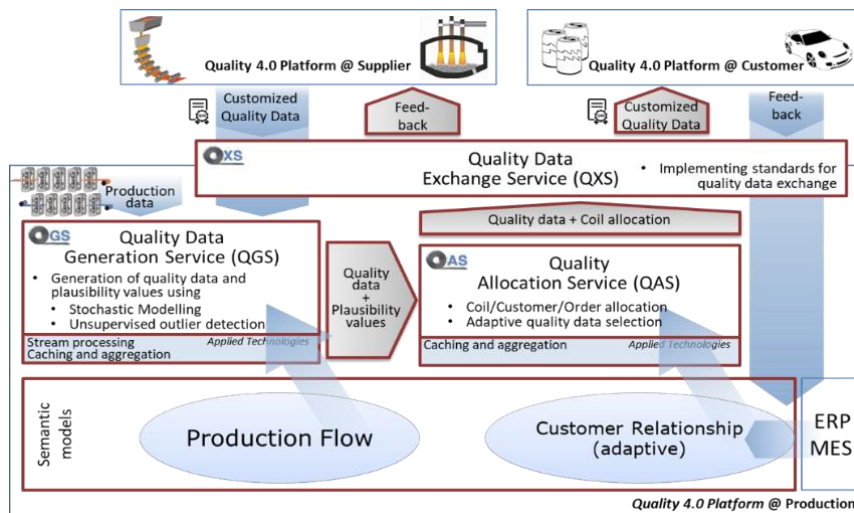 Quality 4.0 Platform @ Supplier
Quality 4.0 Platform @ Customer
Customized
Quality Data
Feed-
back
Customized
Quality Data
Feed-
back
QXS
Quality Data
Exchange Service (QXS)
• Implementing standards for
quality data exchange
Production
data
Quality data + Coil allocation
QGS
Quality Data
Generation Service (QGS)
• Generation of quality data and
plausibility values using
• Stochastic Modelling
• Unsupervised outlier detection
Stream processing
Caching and aggregation
Applied Technologies
Quality
data
+
Plausibility
values
QAS
Quality
Allocation Service (QAS)
• Coil/Customer/Order allocation
• Adaptive quality data selection
Caching and aggregation
Applied Technologies
Semantic
models
Production Flow
Customer Relationship
(adaptive)
ERP
MES
Quality 4.0 Platform @ Production